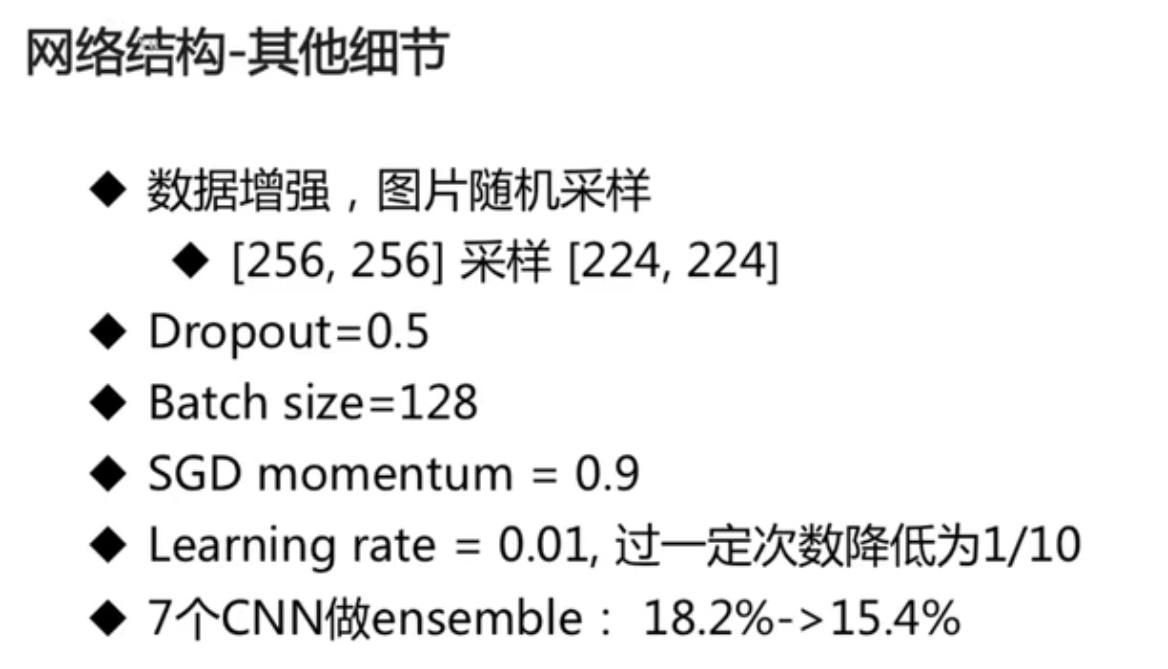 网络结构-其他细节
◆ 数据增强，图片随机采样
◆ [256, 256] 采样 [224, 224]
◆ Dropout=0.5
◆ Batch size=128
◆ SGD momentum = 0.9
◆ Learning rate = 0.01, 过一定次数降低为1/10
◆ 7个CNN做ensemble： 18.2%->15.4%